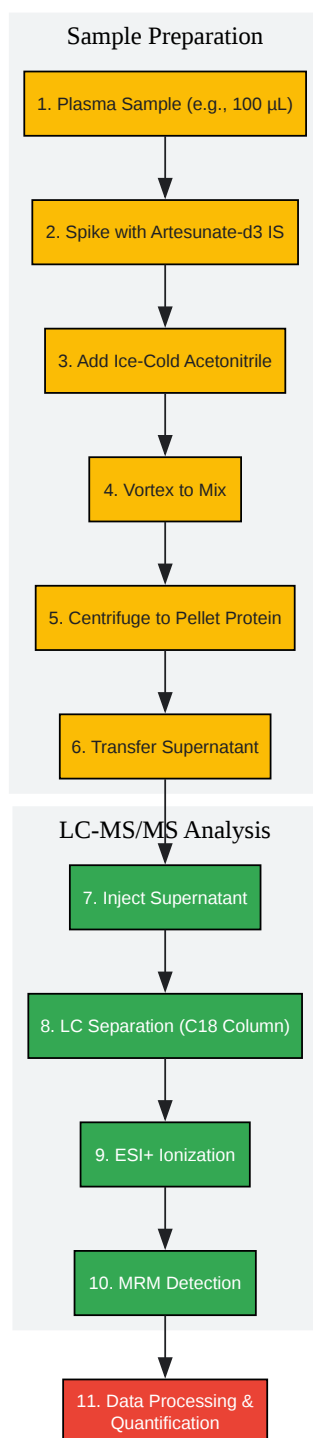 Sample Preparation
1. Plasma Sample (e.g., 100 µL)
2. Spike with Artesunate-d3 IS
3. Add Ice-Cold Acetonitrile
4. Vortex to Mix
5. Centrifuge to Pellet Protein
6. Transfer Supernatant
LC-MS/MS Analysis
7. Inject Supernatant
8. LC Separation (C18 Column)
9. ESI+ Ionization
10. MRM Detection
11. Data Processing &
Quantification